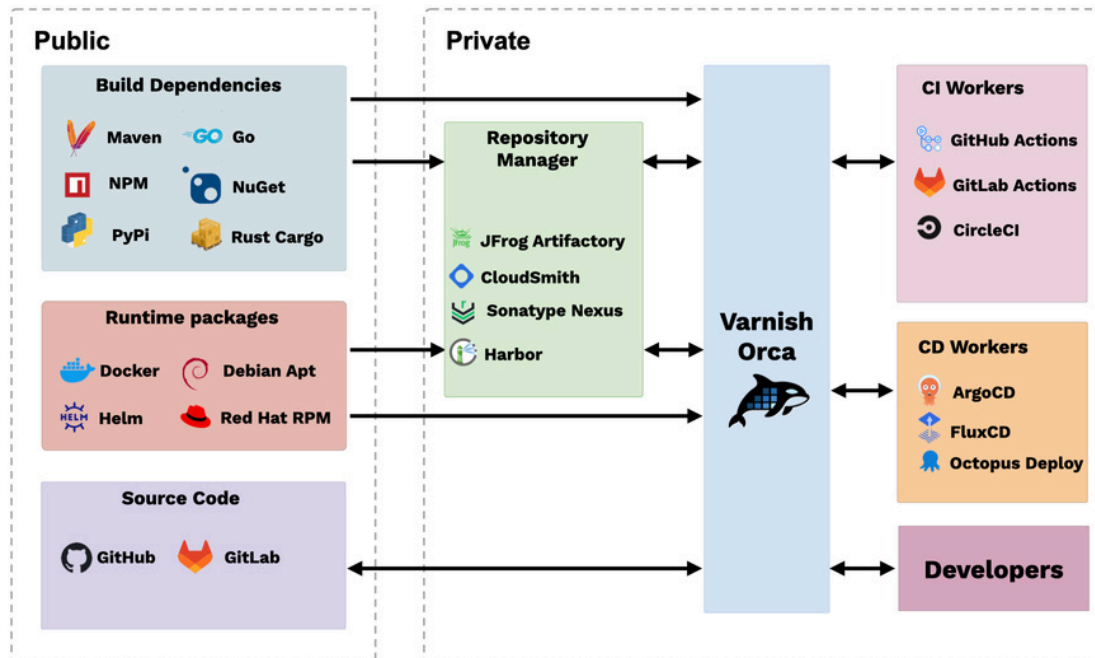 Public
Build Dependencies
Maven
Go
NPM
NuGet
PyPi
Rust Cargo
Runtime packages
Docker
Debian Apt
Helm
HELM
Red Hat RPM
Source Code
GitHub
GitLab
Private
Repository
Manager
JFrog
JFrog Artifactory
CloudSmith
r
Sonatype Nexus
Harbor
Varnish
Orca
CI Workers
GitHub Actions
GitLab Actions
CircleCI
CD Workers
ArgoCD
FluxCD
Octopus Deploy
Developers